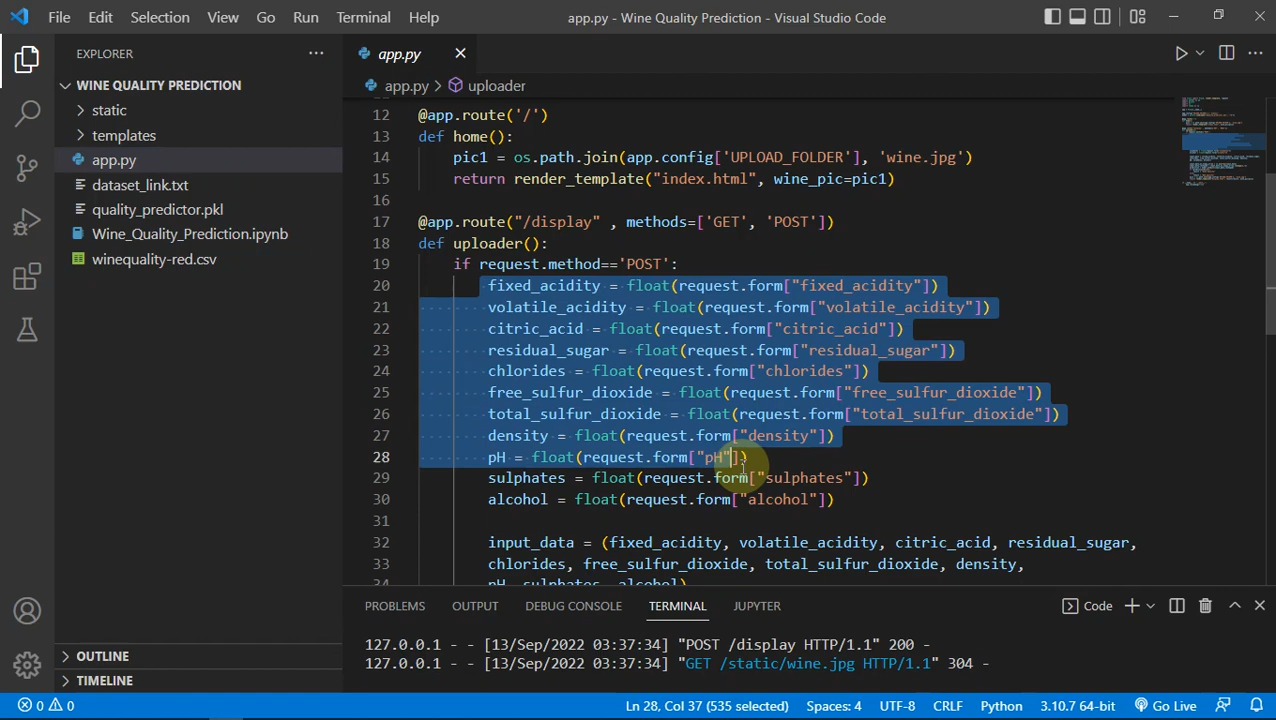 File Edit Selection View Go Run Terminal Help app.py - Wine Quality Prediction - Visual Studio Code
EXPLORER
WINE QUALITY PREDICTION
static
templates
app.py
dataset_link.txt
quality_predictor.pkl
Wine_Quality_Prediction.ipynb
winequality-red.csv
OUTLINE
TIMELINE
app.py
app.py > uploader
12 @app.route('/')
13 def home():
14 pic1 = os.path.join(app.config['UPLOAD_FOLDER'], 'wine.jpg')
15 return render_template("index.html", wine_pic=pic1)
16
17 @app.route("/display" , methods=['GET', 'POST'])
18 def uploader():
19 if request.method=='POST':
20 fixed_acidity = float(request.form["fixed_acidity"])
21 volatile_acidity = float(request.form["volatile_acidity"])
22 citric_acid = float(request.form["citric_acid"])
23 residual_sugar = float(request.form["residual_sugar"])
24 chlorides = float(request.form["chlorides"])
25 free_sulfur_dioxide = float(request.form["free_sulfur_dioxide"])
26 total_sulfur_dioxide = float(request.form["total_sulfur_dioxide"])
27 density = float(request.form["density"])
28 pH = float(request.form["pH"])
29 sulphates = float(request.form["sulphates"])
30 alcohol = float(request.form["alcohol"])
31
32 input_data = (fixed_acidity, volatile_acidity, citric_acid, residual_sugar,
33 chlorides, free_sulfur_dioxide, total_sulfur_dioxide, density,
34 pH, sulphates, alcohol)
PROBLEMS OUTPUT DEBUG CONSOLE TERMINAL JUPYTER Code
127.0.0.1 - - [13/Sep/2022 03:37:34] "POST /display HTTP/1.1" 200 -
127.0.0.1 - - [13/Sep/2022 03:37:34] "GET /static/wine.jpg HTTP/1.1" 304 -
0 0 Ln 28, Col 37 (535 selected) Spaces: 4 UTF-8 CRLF Python 3.10.7 64-bit Go Live